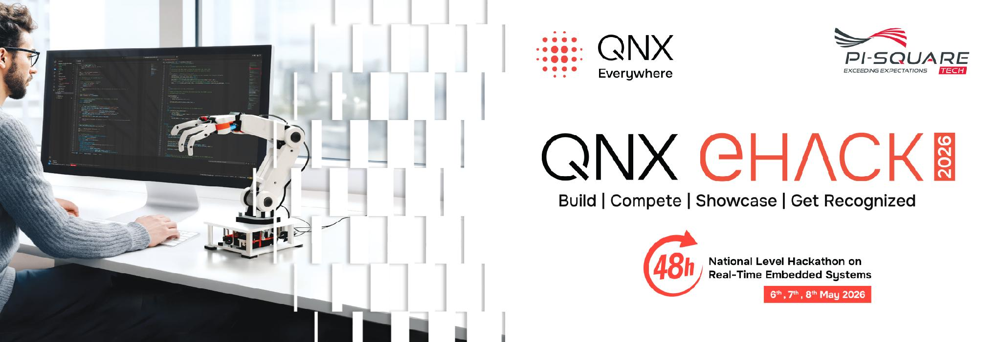 QNX
Everywhere
PI-SQUARE
EXCEEDING EXPECTATIONS TECH
QNX eHACK 2026
Build | Compete | Showcase | Get Recognized
48h
National Level Hackathon on
Real-Time Embedded Systems
6th, 7th, 8th May 2026